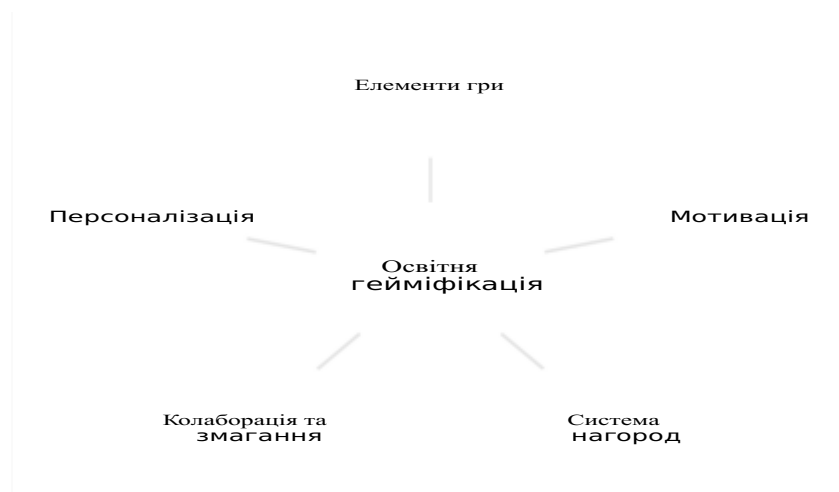 Елементи гри
Персоналізація
Мотивація
Освітня
гейміфікація
Колаборація та
змагання
Система
нагород